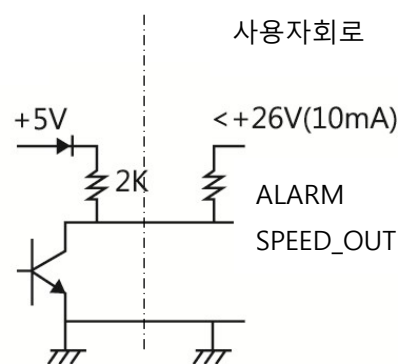 사용자회로
+5V
<+26V(10mA)
2K
ALARM
SPEED_OUT